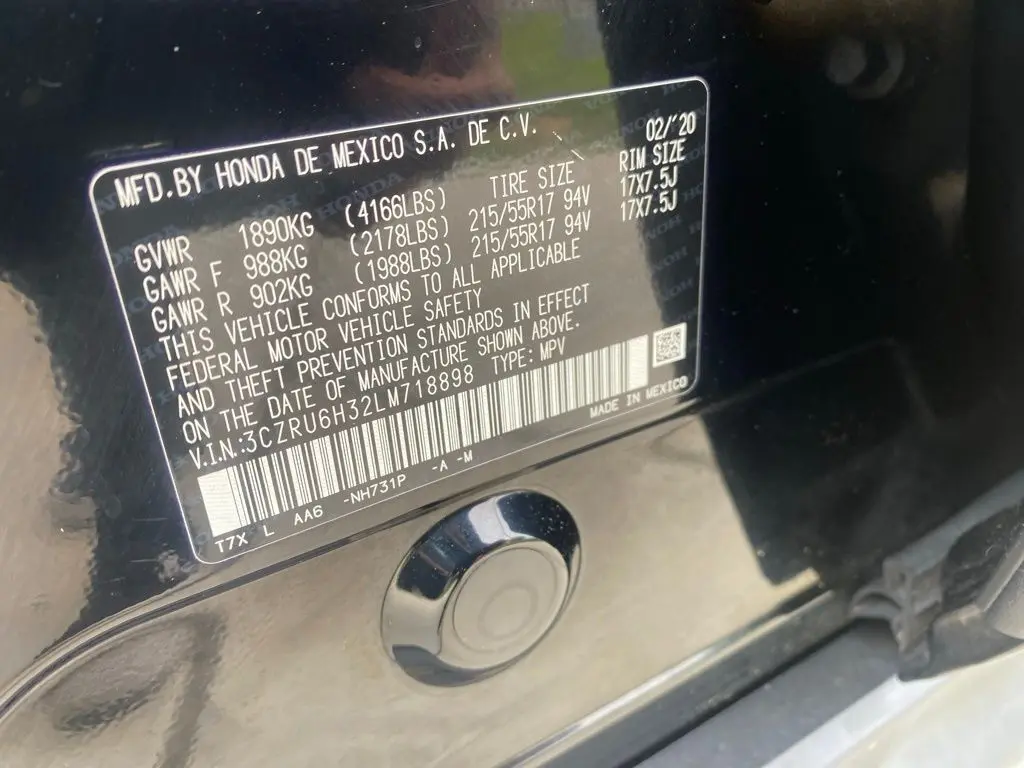 MFD.BY HONDA DE MEXICO S.A. DE C.V. 02/'20
GVWR 1890KG (4166LBS) TIRE SIZE RIM SIZE
GAWR F 988KG (2178LBS) 215/55R17 94V 17X7.5J
GAWR R 902KG (1988LBS) 215/55R17 94V 17X7.5J
THIS VEHICLE CONFORMS TO ALL APPLICABLE
FEDERAL MOTOR VEHICLE SAFETY
AND THEFT PREVENTION STANDARDS IN EFFECT
ON THE DATE OF MANUFACTURE SHOWN ABOVE.
V.I.N:3CZRU6H32LM718898 TYPE: MPV
MADE IN MEXICO
T7X L AA6 -NH731P -A -M